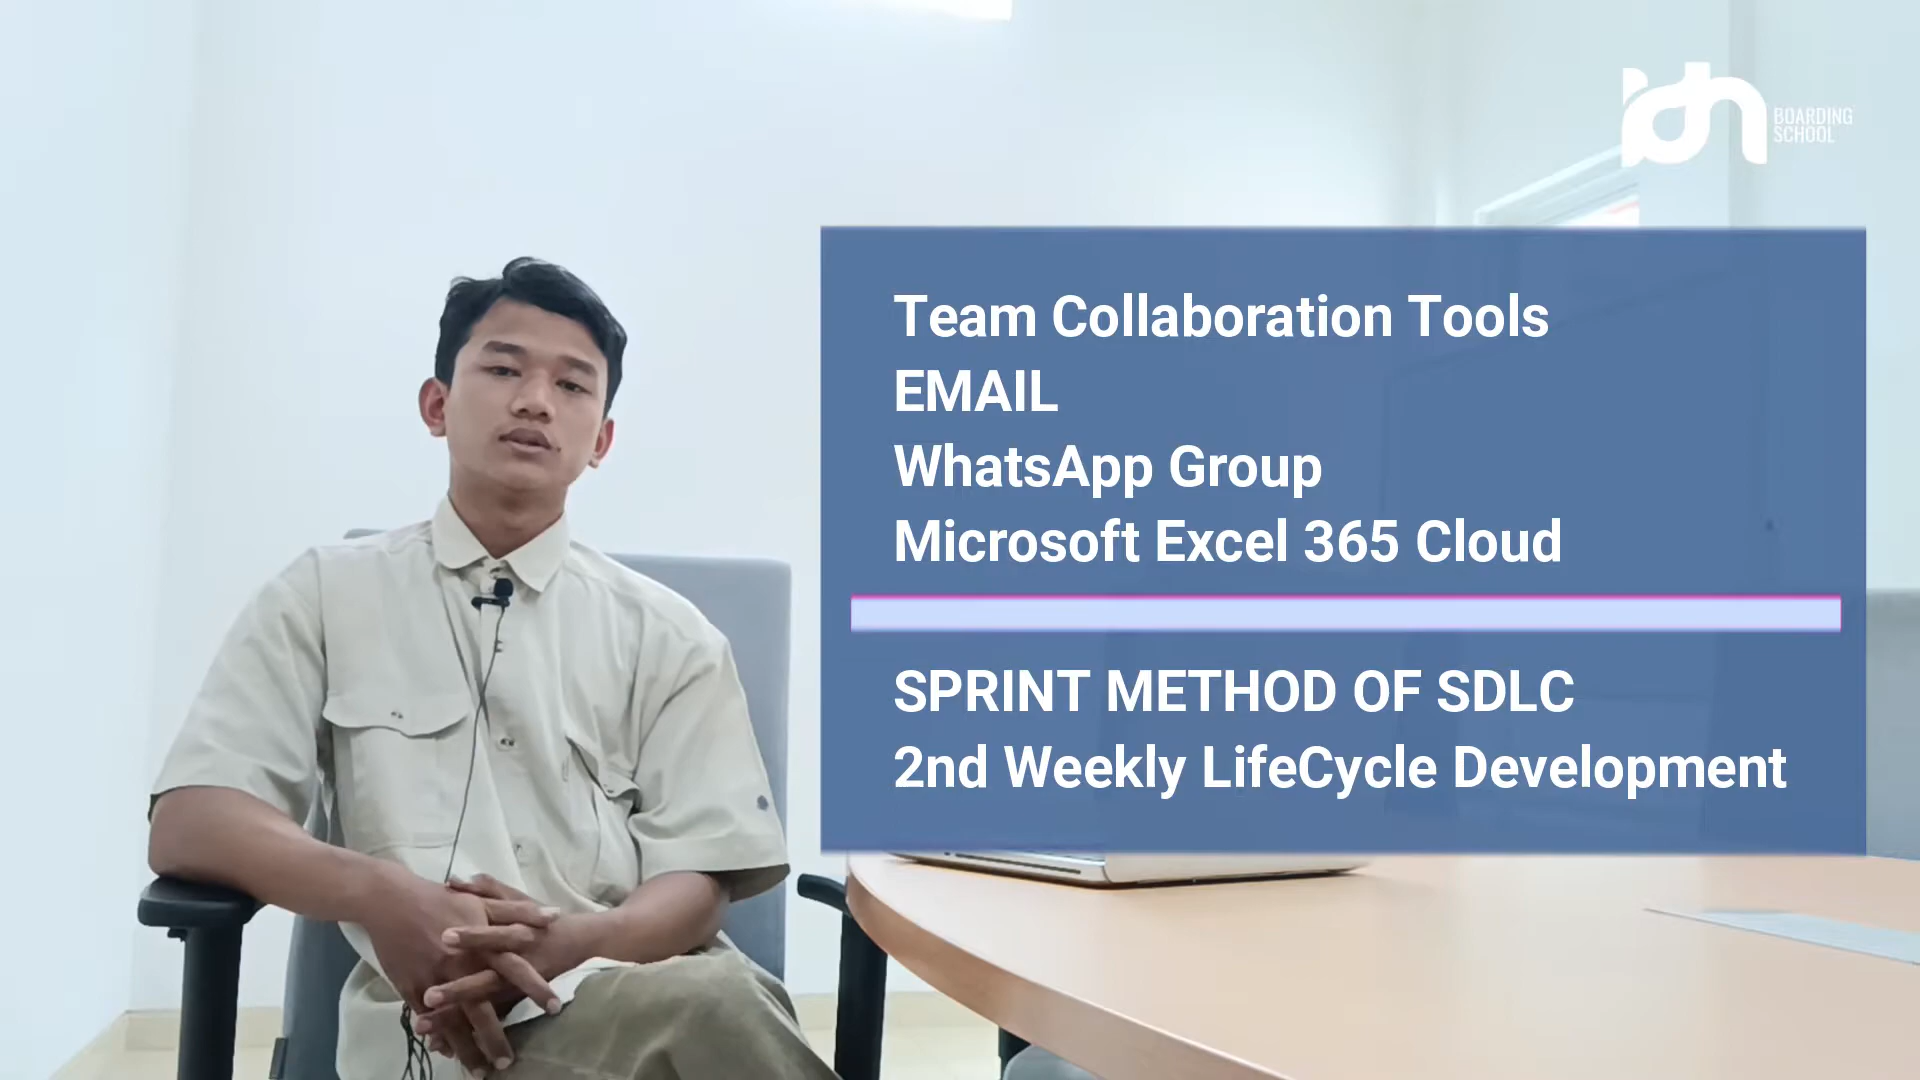 idn
BOARDING
SCHOOL
Team Collaboration Tools
EMAIL
WhatsApp Group
Microsoft Excel 365 Cloud
SPRINT METHOD OF SDLC
2nd Weekly LifeCycle Development